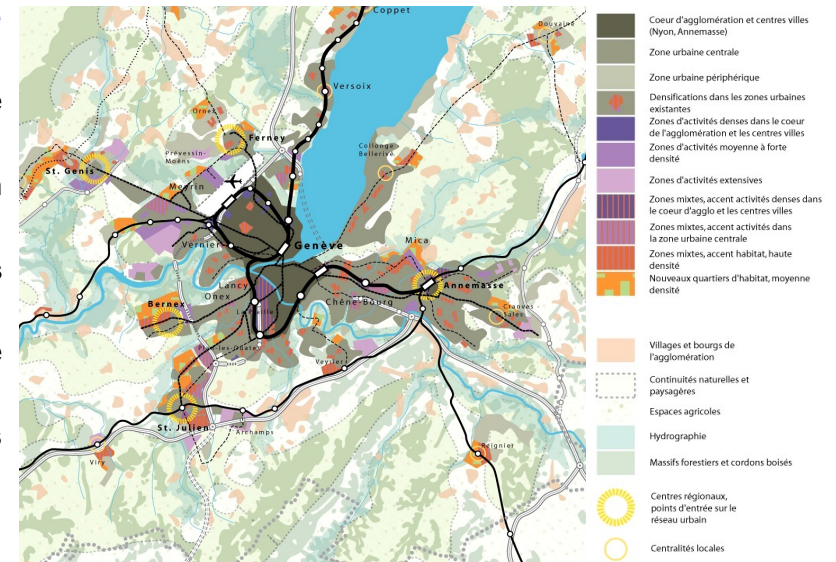 Coppet
Douvaine
Versoix
Ornex
Ferney
Prévessin-
Moëns
Collonge
Bellerive
St. Genis
Meyrin
Mica
Vernier
Genève
Annemasse
Lancy
Onex
Chêne-Bourg
Bernex
Cranves
Sales
Plan-les-Ouates
Veyrier
St. Julien
Archamps
Viry
Reignier
Coeur d'agglomération et centres villes
(Nyon, Annemasse)
Zone urbaine centrale
Zone urbaine périphérique
Densifications dans les zones urbaines
existantes
Zones d'activités denses dans le coeur
de l'agglomération et les centres villes
Zones d'activités moyenne à forte
densité
Zones d'activités extensives
Zones mixtes, accent activités denses dans
le coeur d'agglo et les centres villes
Zones mixtes, accent activités dans
la zone urbaine centrale
Zones mixtes, accent habitat, haute
densité
Nouveaux quartiers d'habitat, moyenne
densité
Villages et bourgs de
l'agglomération
Continuités naturelles et
paysagères
Espaces agricoles
Hydrographie
Massifs forestiers et cordons boisés
Centres régionaux,
points d'entrée sur le
réseau urbain
Centralités locales